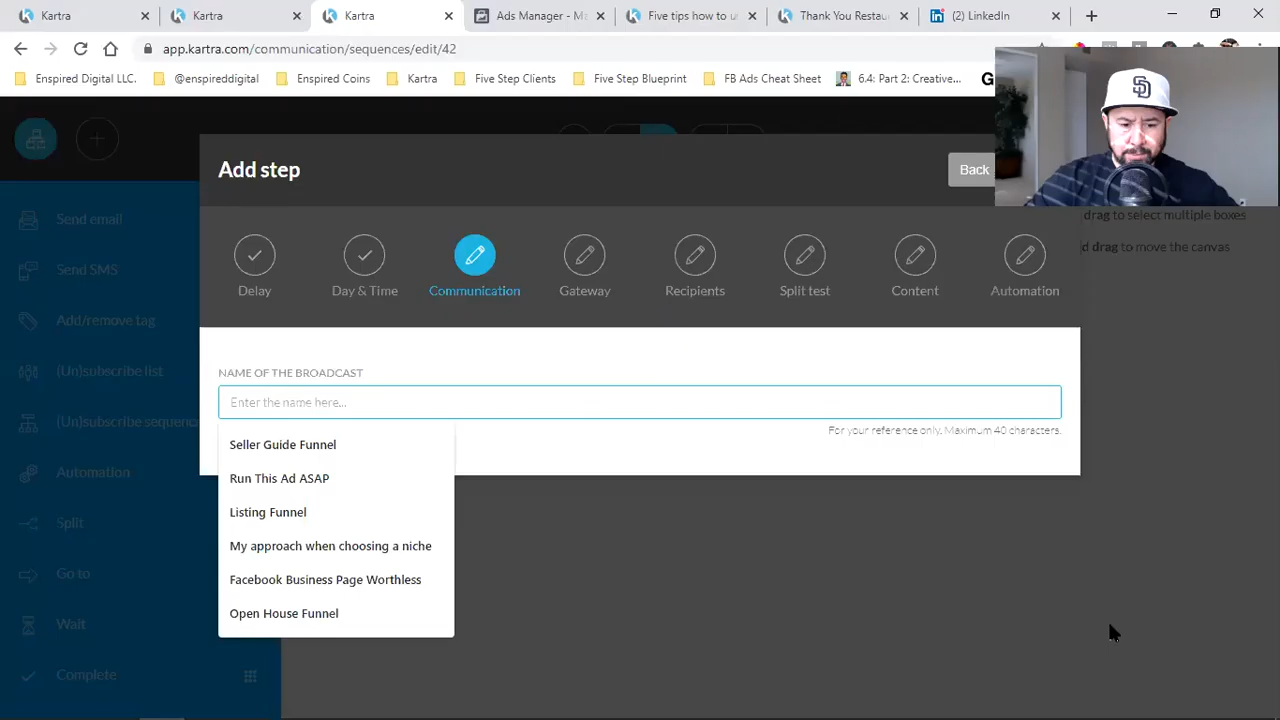 Kartra
Kartra
Kartra
Ads Manager - Ma
Five tips how to u
Thank You Restau
(2) LinkedIn
app.kartra.com/communication/sequences/edit/42
Enspired Digital LLC.
@enspireddigital
Enspired Coins
Kartra
Five Step Clients
Five Step Blueprint
FB Ads Cheat Sheet
6.4: Part 2: Creative...
G
Add step
Back
drag to select multiple boxes
d drag to move the canvas
Send email
Send SMS
Add/remove tag
(Un)subscribe list
(Un)subscribe sequenc
Automation
Split
Go to
Wait
Complete
Delay
Day & Time
Communication
Gateway
Recipients
Split test
Content
Automation
NAME OF THE BROADCAST
Enter the name here...
For your reference only. Maximum 40 characters.
Seller Guide Funnel
Run This Ad ASAP
Listing Funnel
My approach when choosing a niche
Facebook Business Page Worthless
Open House Funnel
SD